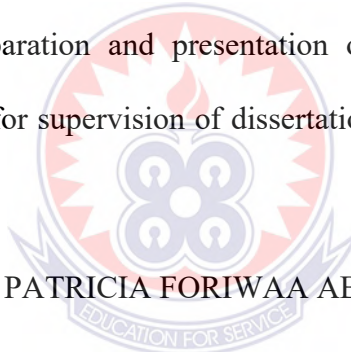 paration and presentation o
for supervision of dissertatio
PATRICIA FORIWAA AB
EDUCATION FOR SERVICE